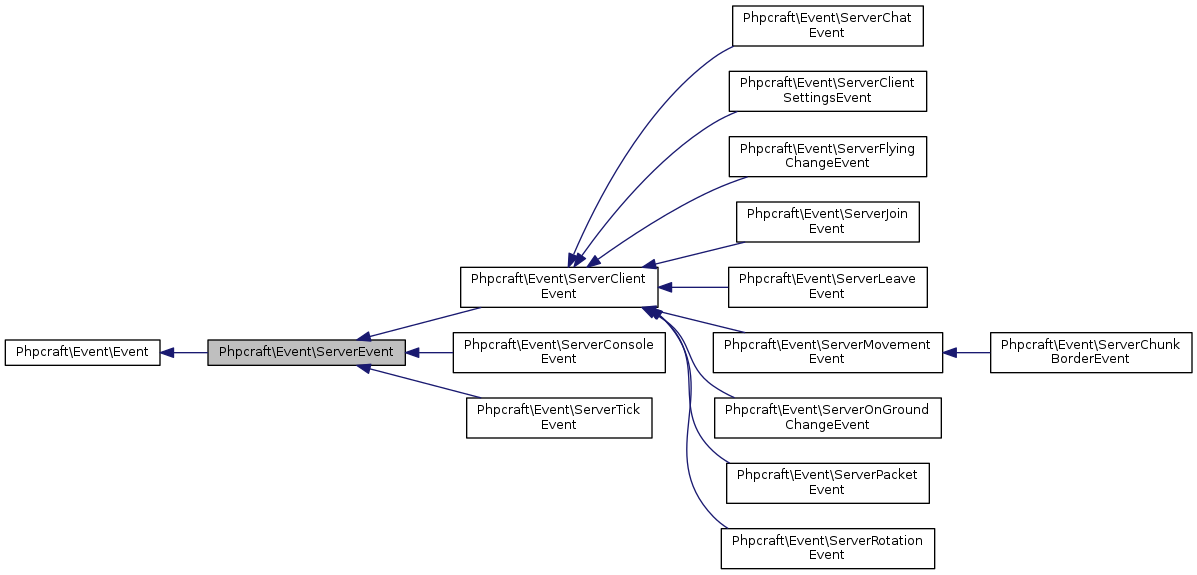 Phpcraft\Event\Event
Phpcraft\Event\ServerEvent
Phpcraft\Event\ServerClient
Event
Phpcraft\Event\ServerConsole
Event
Phpcraft\Event\ServerTick
Event
Phpcraft\Event\ServerChat
Event
Phpcraft\Event\ServerClient
SettingsEvent
Phpcraft\Event\ServerFlying
ChangeEvent
Phpcraft\Event\ServerJoin
Event
Phpcraft\Event\ServerLeave
Event
Phpcraft\Event\ServerMovement
Event
Phpcraft\Event\ServerOnGround
ChangeEvent
Phpcraft\Event\ServerPacket
Event
Phpcraft\Event\ServerRotation
Event
Phpcraft\Event\ServerChunk
BorderEvent